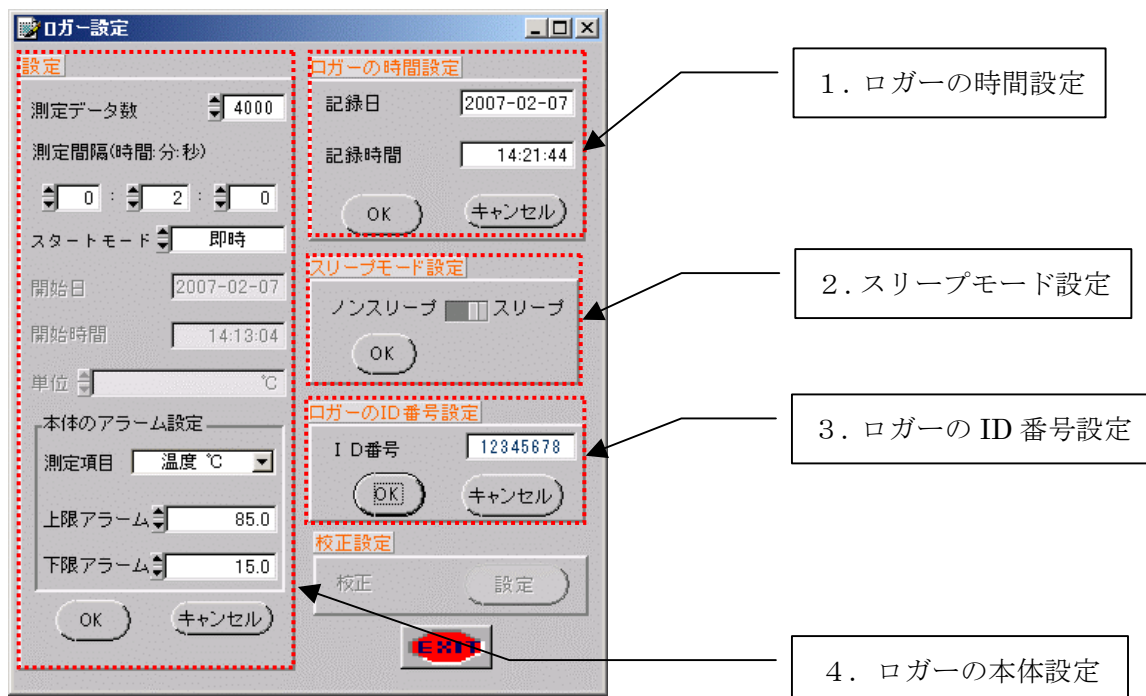 ロガー設定
設定
測定データ数 4000
測定間隔(時間:分:秒)
0 : 2 : 0
スタートモード 即時
開始日 2007-02-07
開始時間 14:13:04
単位 ℃
本体のアラーム設定
測定項目 温度 ℃
上限アラーム 85.0
下限アラーム 15.0
OK キャンセル
ロガーの時間設定
記録日 2007-02-07
記録時間 14:21:44
OK キャンセル
スリープモード設定
ノンスリープ スリープ
OK
ロガーのID番号設定
ID番号 12345678
OK キャンセル
校正設定
校正 設定
EXIT
1. ロガーの時間設定
2. スリープモード設定
3. ロガーの ID 番号設定
4. ロガーの本体設定